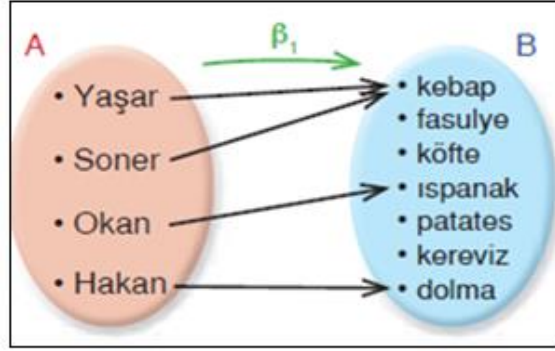 A
β₁
B
• Yaşar
• Soner
• Okan
• Hakan
• kebap
• fasulye
• köfte
• ıspanak
• patates
• kereviz
• dolma